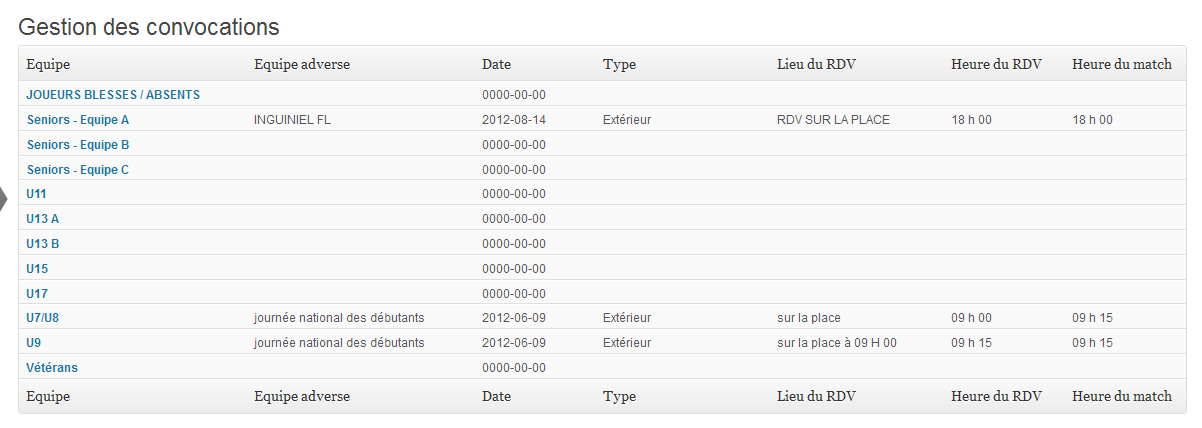 Gestion des convocations
Equipe Equipe adverse Date Type Lieu du RDV Heure du RDV Heure du match
JOUEURS BLESSES / ABSENTS 0000-00-00
Seniors - Equipe A INGUINIEL FL 2012-08-14 Extérieur RDV SUR LA PLACE 18 h 00 18 h 00
Seniors - Equipe B 0000-00-00
Seniors - Equipe C 0000-00-00
U11 0000-00-00
U13 A 0000-00-00
U13 B 0000-00-00
U15 0000-00-00
U17 0000-00-00
U7/U8 journée national des débutants 2012-06-09 Extérieur sur la place 09 h 00 09 h 15
U9 journée national des débutants 2012-06-09 Extérieur sur la place à 09 H 00 09 h 15 09 h 15
Vétérans 0000-00-00
Equipe Equipe adverse Date Type Lieu du RDV Heure du RDV Heure du match